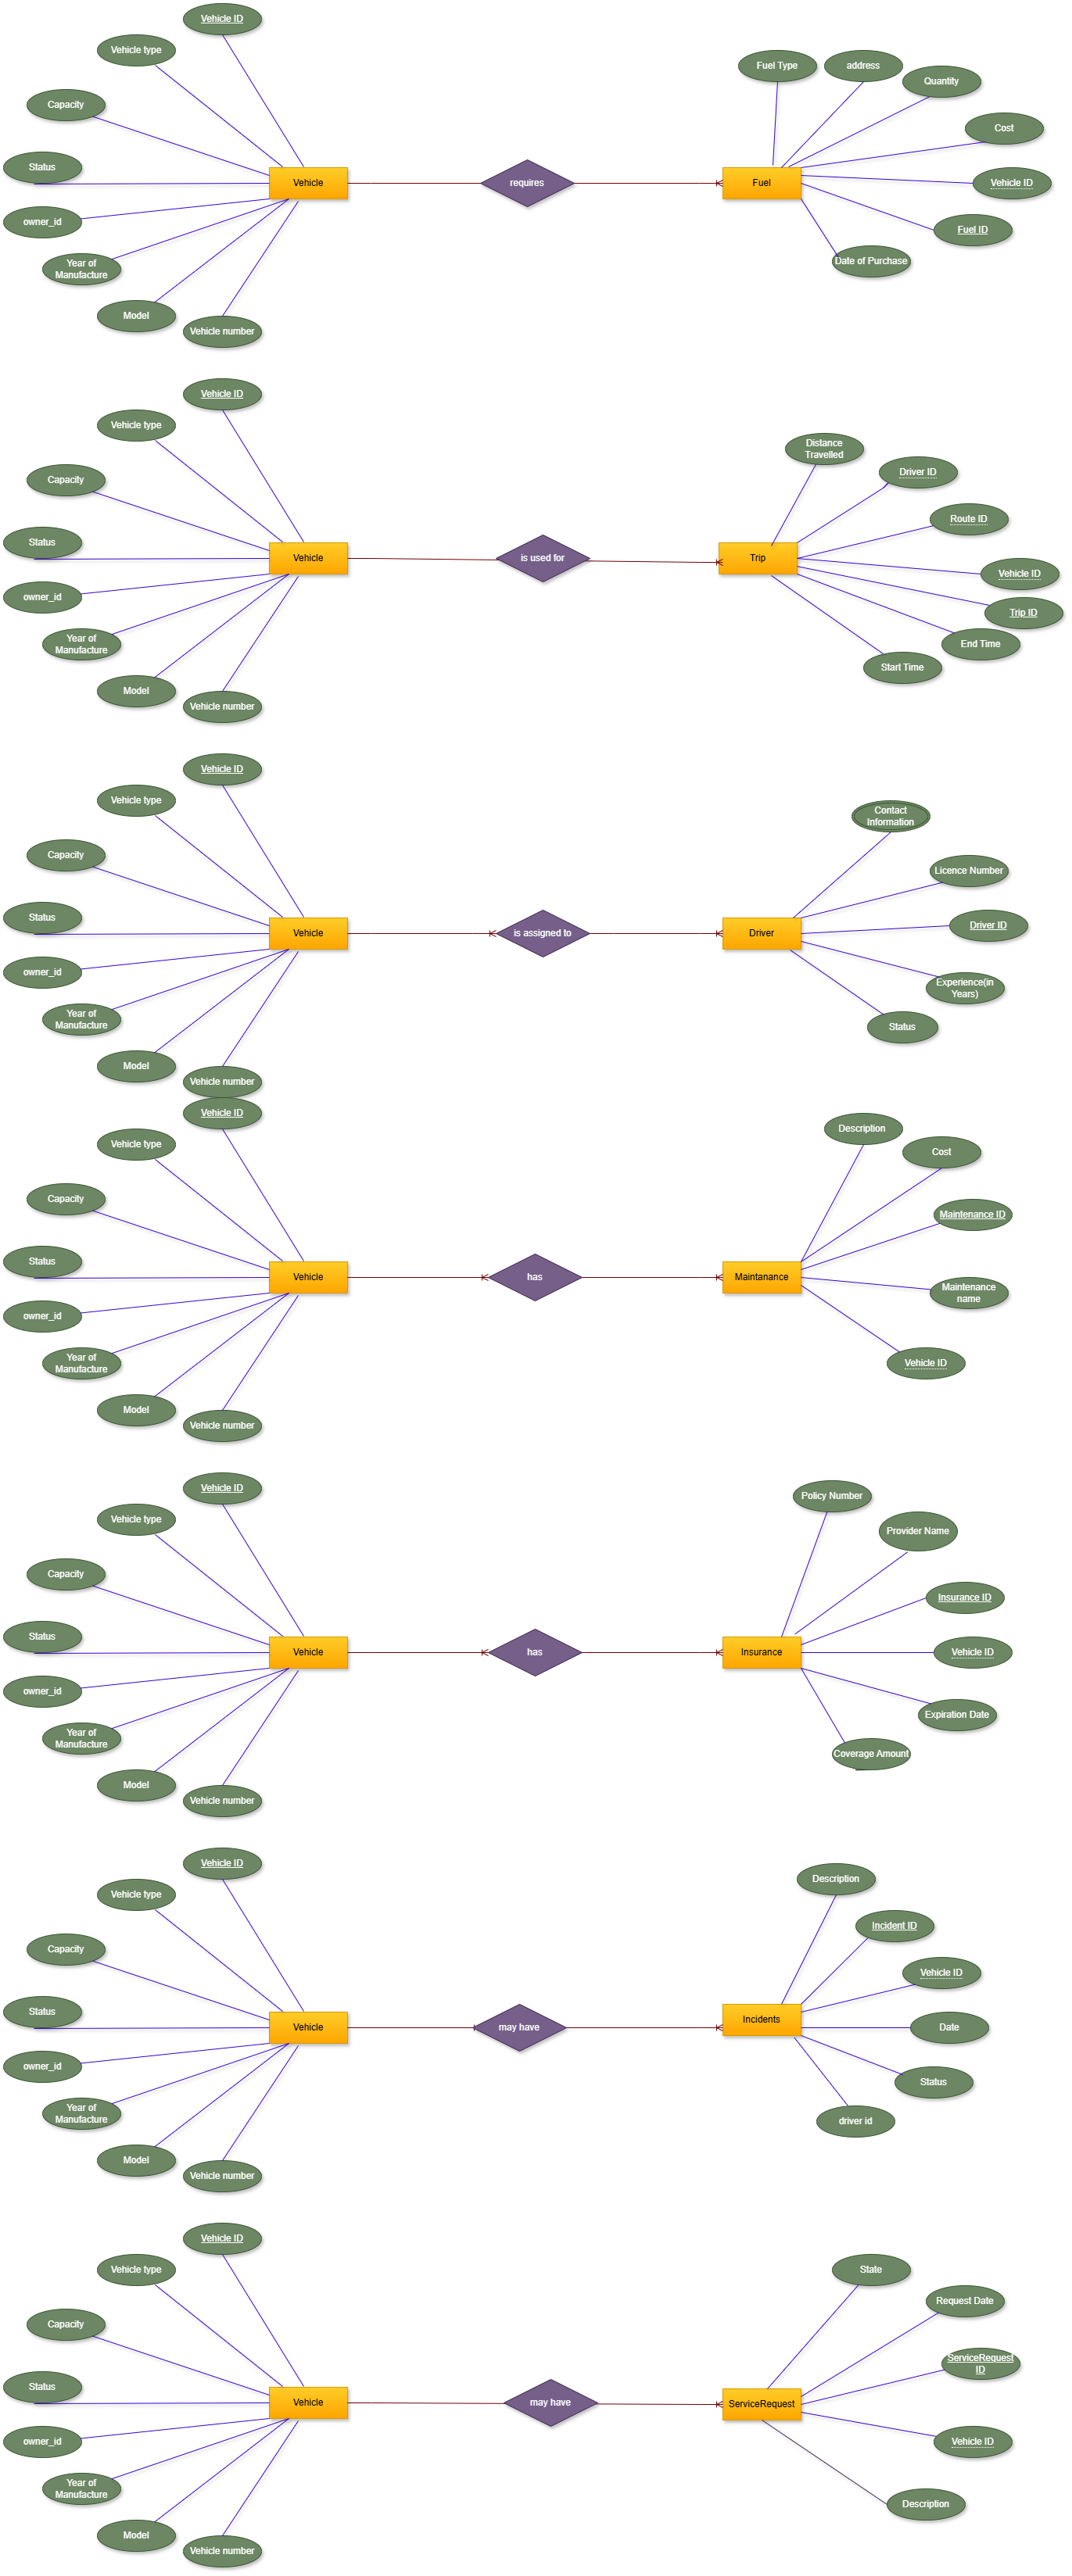 Vehicle ID
Vehicle type
Capacity
Status
owner_id
Year of
Manufacture
Model
Vehicle number
Vehicle
requires
Fuel
Fuel Type
address
Quantity
Cost
Vehicle ID
Fuel ID
Date of Purchase
Vehicle ID
Vehicle type
Capacity
Status
owner_id
Year of
Manufacture
Model
Vehicle number
Vehicle
is used for
Trip
Distance
Travelled
Driver ID
Route ID
Vehicle ID
Trip ID
End Time
Start Time
Vehicle ID
Vehicle type
Capacity
Status
owner_id
Year of
Manufacture
Model
Vehicle number
Vehicle
is assigned to
Driver
Contact
Information
Licence Number
Driver ID
Experience(in
Years)
Status
Vehicle ID
Vehicle type
Capacity
Status
owner_id
Year of
Manufacture
Model
Vehicle number
Vehicle
has
Maintanance
Description
Cost
Maintenance ID
Maintenance
name
Vehicle ID
Vehicle ID
Vehicle type
Capacity
Status
owner_id
Year of
Manufacture
Model
Vehicle number
Vehicle
has
Insurance
Policy Number
Provider Name
Insurance ID
Vehicle ID
Expiration Date
Coverage Amount
Vehicle ID
Vehicle type
Capacity
Status
owner_id
Year of
Manufacture
Model
Vehicle number
Vehicle
may have
Incidents
Description
Incident ID
Vehicle ID
Date
Status
driver id
Vehicle ID
Vehicle type
Capacity
Status
owner_id
Year of
Manufacture
Model
Vehicle number
Vehicle
may have
ServiceRequest
State
Request Date
ServiceRequest
ID
Vehicle ID
Description